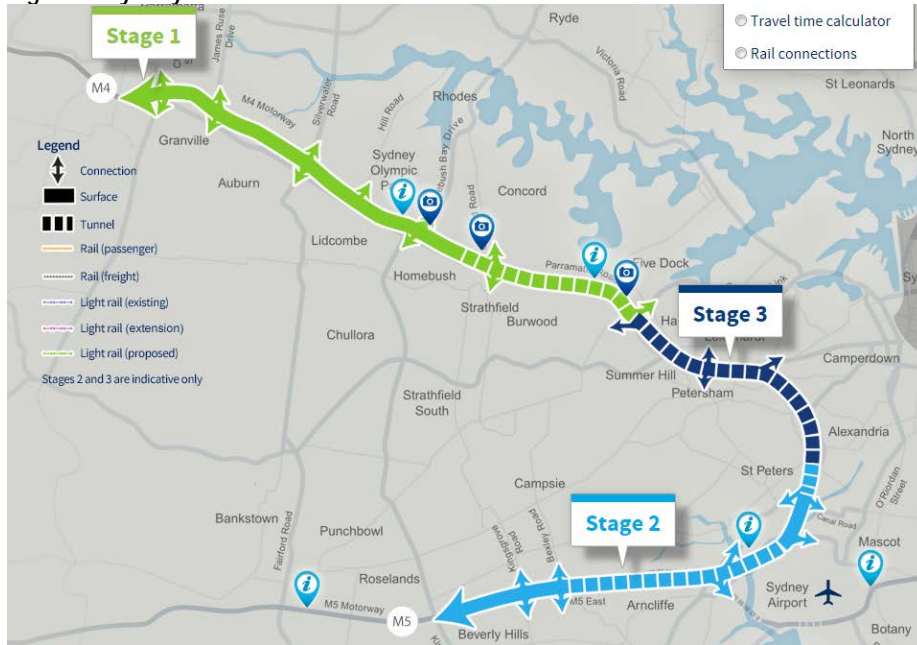 Stage 1
James Ruse
Drive
Ryde
Victoria Road
Travel time calculator
Rail connections
St Leonards
M4
M4 Motorway
Silverwater
Road
Hill Road
Rhodes
North
Sydney
Legend
Connection
Surface
Tunnel
Rail (passenger)
Rail (freight)
Light rail (existing)
Light rail (extension)
Light rail (proposed)
Stages 2 and 3 are indicative only
Granville
Auburn
Sydney
Olympic
Concord
Lidcombe
Homebush
Strathfield
Burwood
Five Dock
Stage 3
Chullora
Summer Hill
Petersham
Camperdown
Strathfield
South
Alexandria
St Peters
O'Riordan
Street
Campsie
Canal Road
Bankstown
Fairford Road
Punchbowl
Kingsgrove
Road
Bexley Road
Stage 2
Mascot
Roselands
M5 Motorway
M5
M5 East
Arncliffe
Sydney
Airport
Beverly Hills
Botany